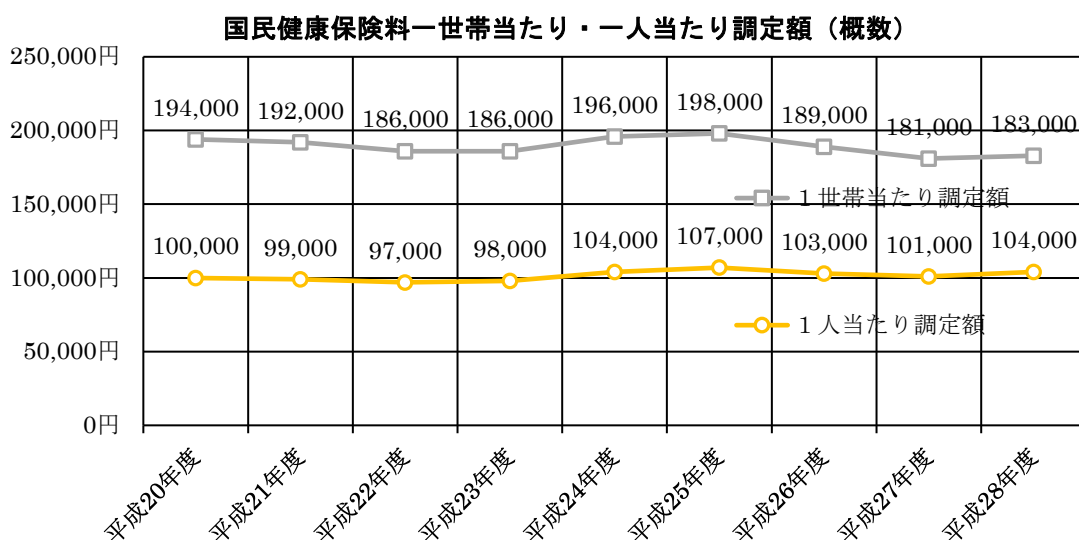 国民健康保険料一世帯当たり・一人当たり調定額（概数）
250,000円
200,000円
150,000円
100,000円
50,000円
0円
194,000
192,000
186,000
186,000
196,000
198,000
189,000
181,000
183,000
1世帯当たり調定額
100,000
99,000
97,000
98,000
104,000
107,000
103,000
101,000
104,000
1人当たり調定額
平成20年度
平成21年度
平成22年度
平成23年度
平成24年度
平成25年度
平成26年度
平成27年度
平成28年度